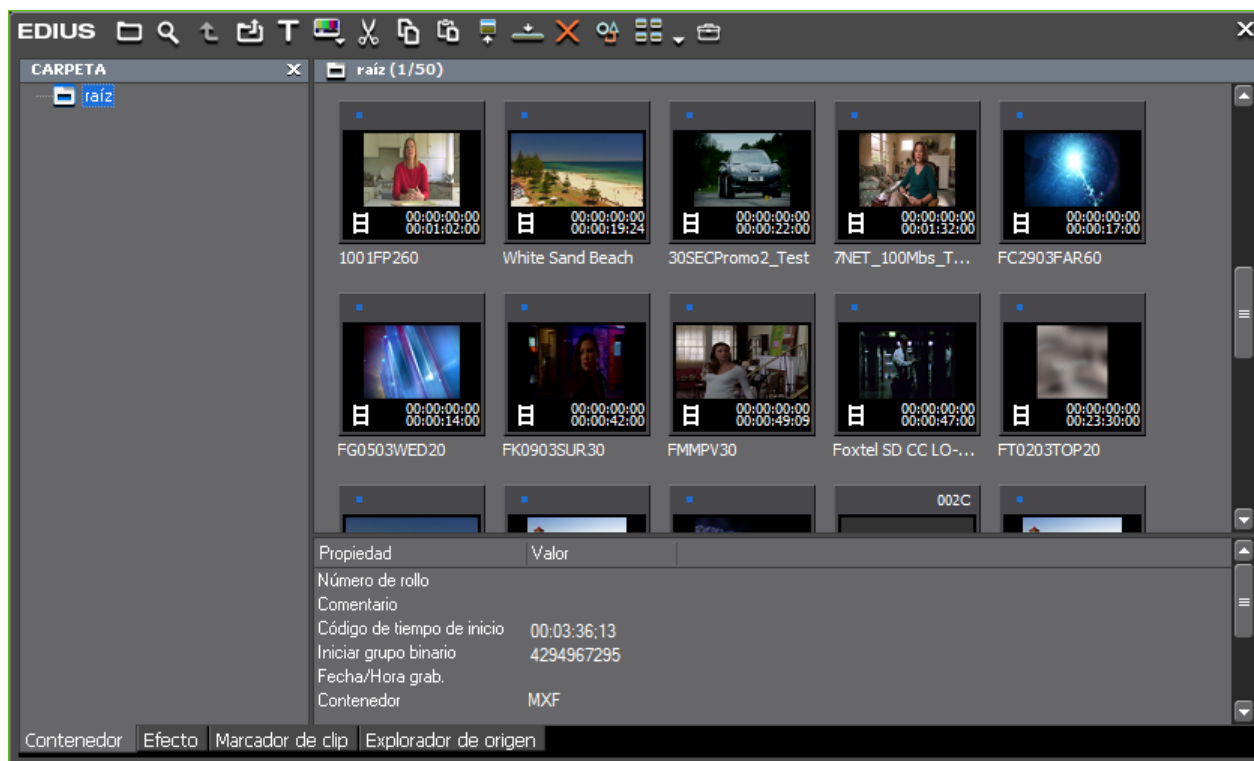 EDIUS
CARPETA
raíz
raíz (1/50)
00:00:00:00
00:01:02:00
1001FP260
00:00:00:00
00:00:19:24
White Sand Beach
00:00:00:00
00:00:22:00
30SECPromo2_Test
00:00:00:00
00:01:32:00
7NET_100Mbs_T...
00:00:00:00
00:00:17:00
FC2903FAR60
00:00:00:00
00:00:14:00
FG0503WED20
00:00:00:00
00:00:42:00
FK0903SUR30
00:00:00:00
00:00:49:09
FMMPV30
00:00:00:00
00:00:47:00
Foxtel SD CC LO-...
00:00:00:00
00:23:30:00
FT0203TOP20
002C
Propiedad Valor
Número de rollo
Comentario
Código de tiempo de inicio 00:03:36;13
Iniciar grupo binario 4294967295
Fecha/Hora grab.
Contenedor MXF
Contenedor Efecto Marcador de clip Explorador de origen